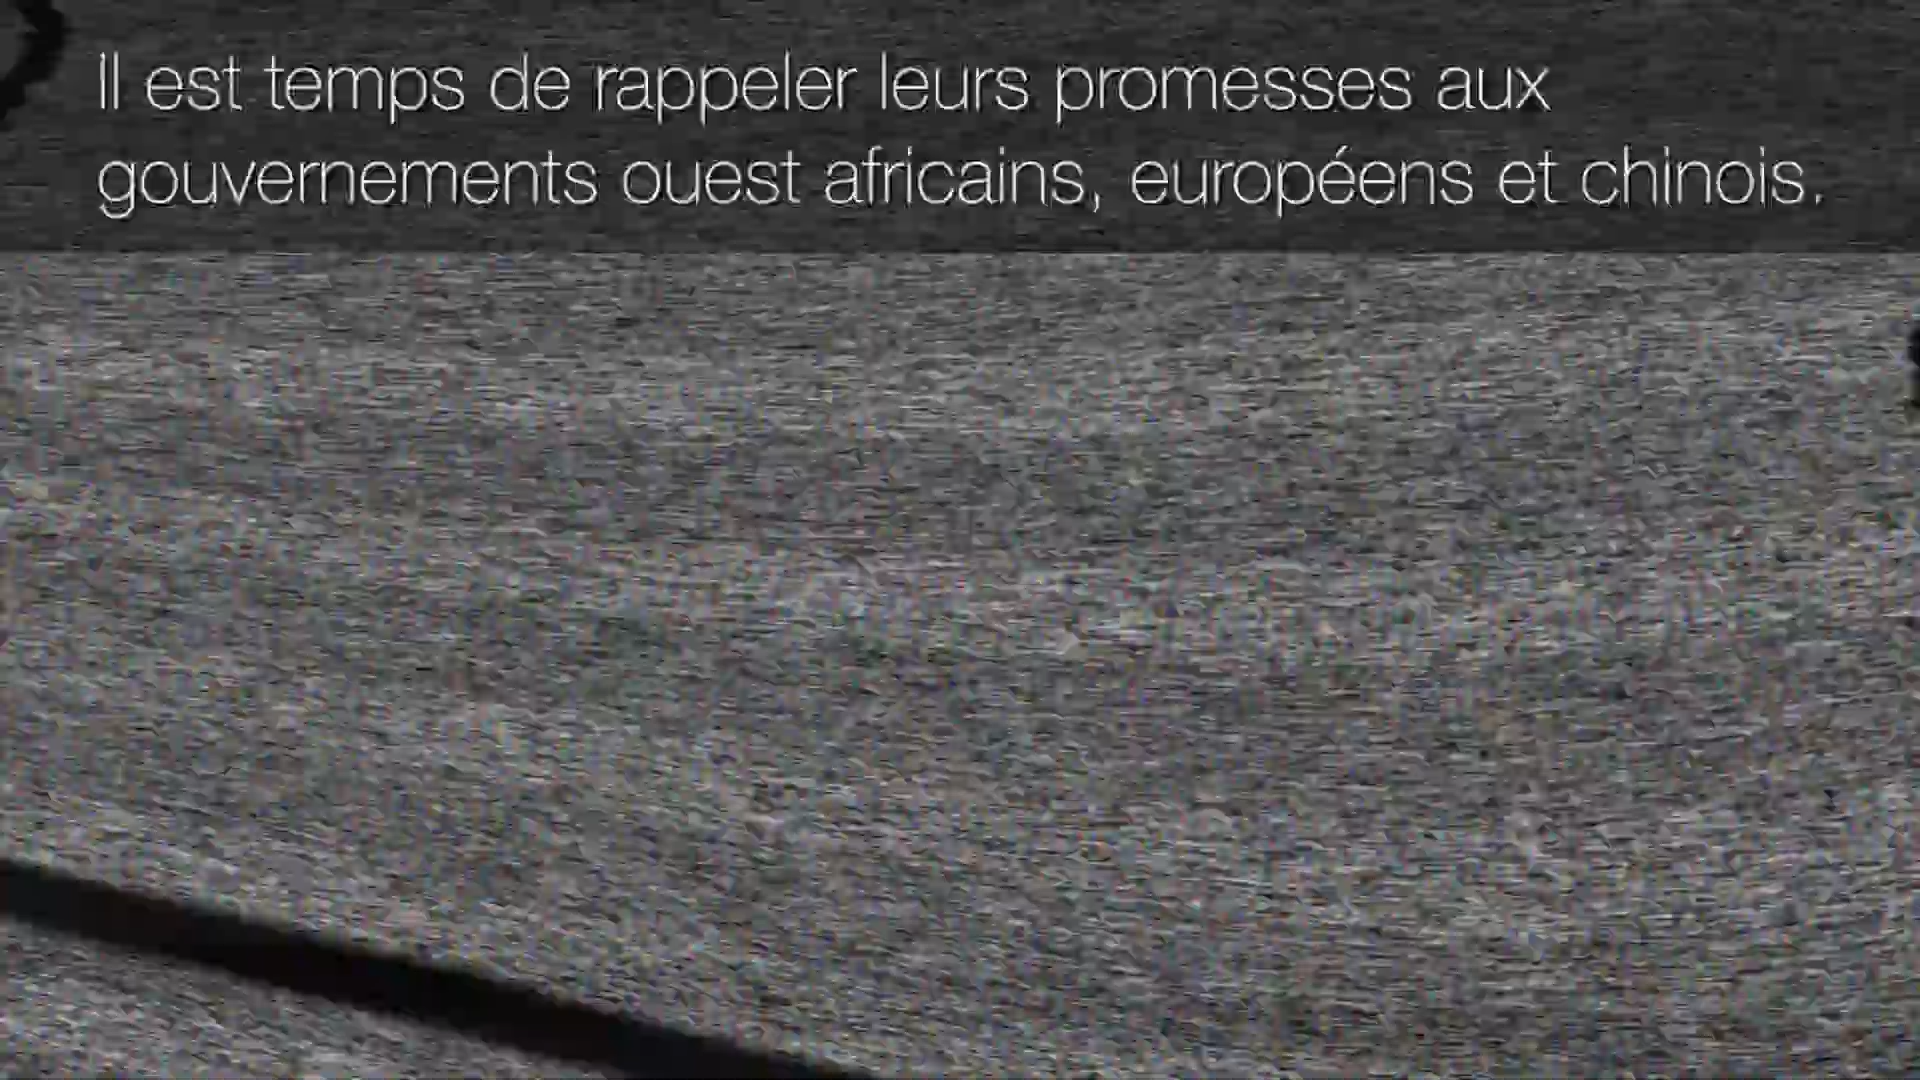 Il est temps de rappeler leurs promesses aux
gouvernements ouest africains, européens et chinois.